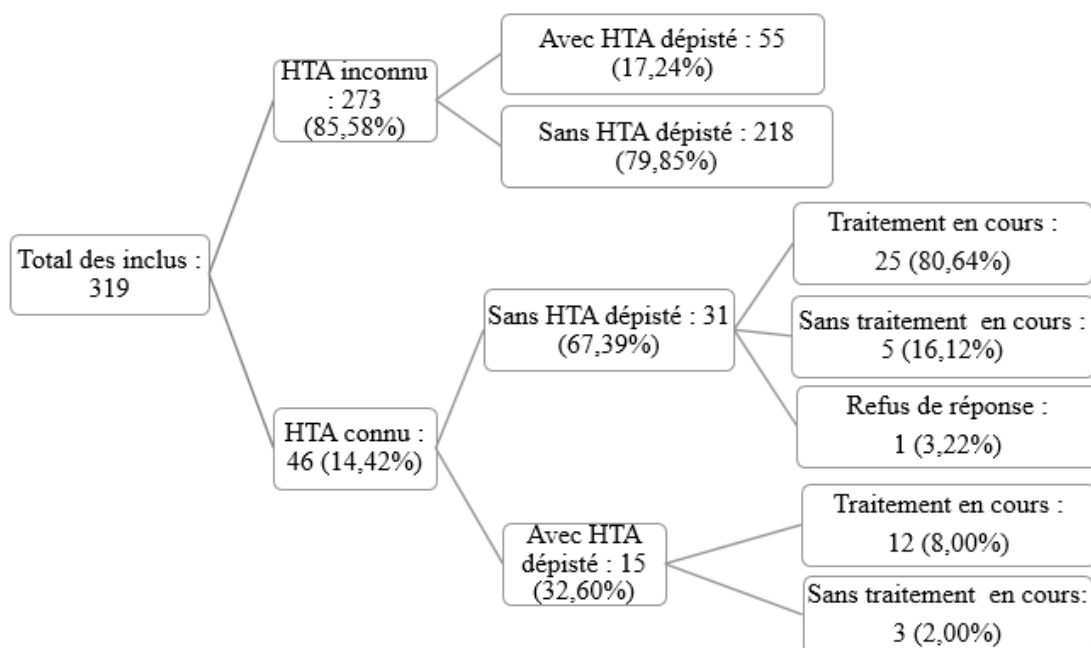 Avec HTA dépisté : 55
(17,24%)
HTA inconnu
: 273
(85,58%)
Sans HTA dépisté : 218
(79,85%)
Total des inclus :
319
Traitement en cours :
25 (80,64%)
Sans HTA dépisté : 31
(67,39%)
Sans traitement en cours :
5 (16,12%)
Refus de réponse :
1 (3,22%)
HTA connu :
46 (14,42%)
Avec HTA
dépisté : 15
(32,60%)
Traitement en cours :
12 (8,00%)
Sans traitement en cours:
3 (2,00%)